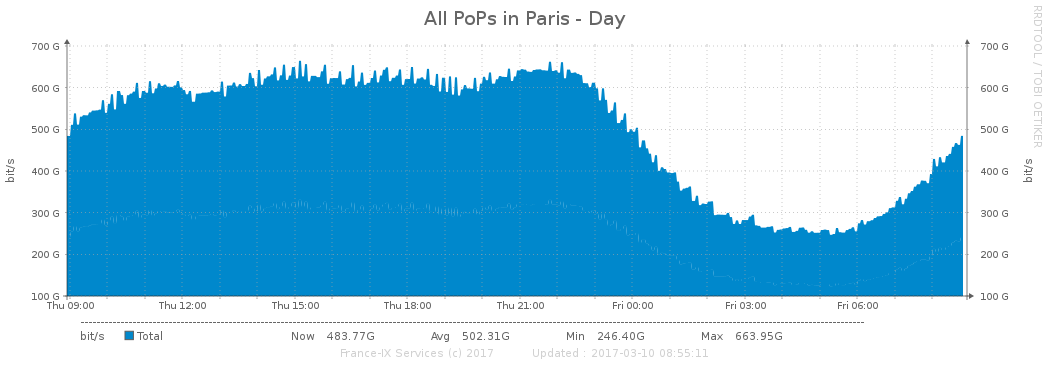 All PoPs in Paris - Day
RRDTOOL / TOBI OETIKER
700 G 700 G
600 G 600 G
500 G 500 G
400 G 400 G
300 G 300 G
200 G 200 G
100 G 100 G
bit/s bit/s
Thu 09:00 Thu 12:00 Thu 15:00 Thu 18:00 Thu 21:00 Fri 00:00 Fri 03:00 Fri 06:00
bit/s Total Now 483.77G Avg 502.31G Min 246.40G Max 663.95G
France-IX Services (c) 2017 Updated : 2017-03-10 08:55:11